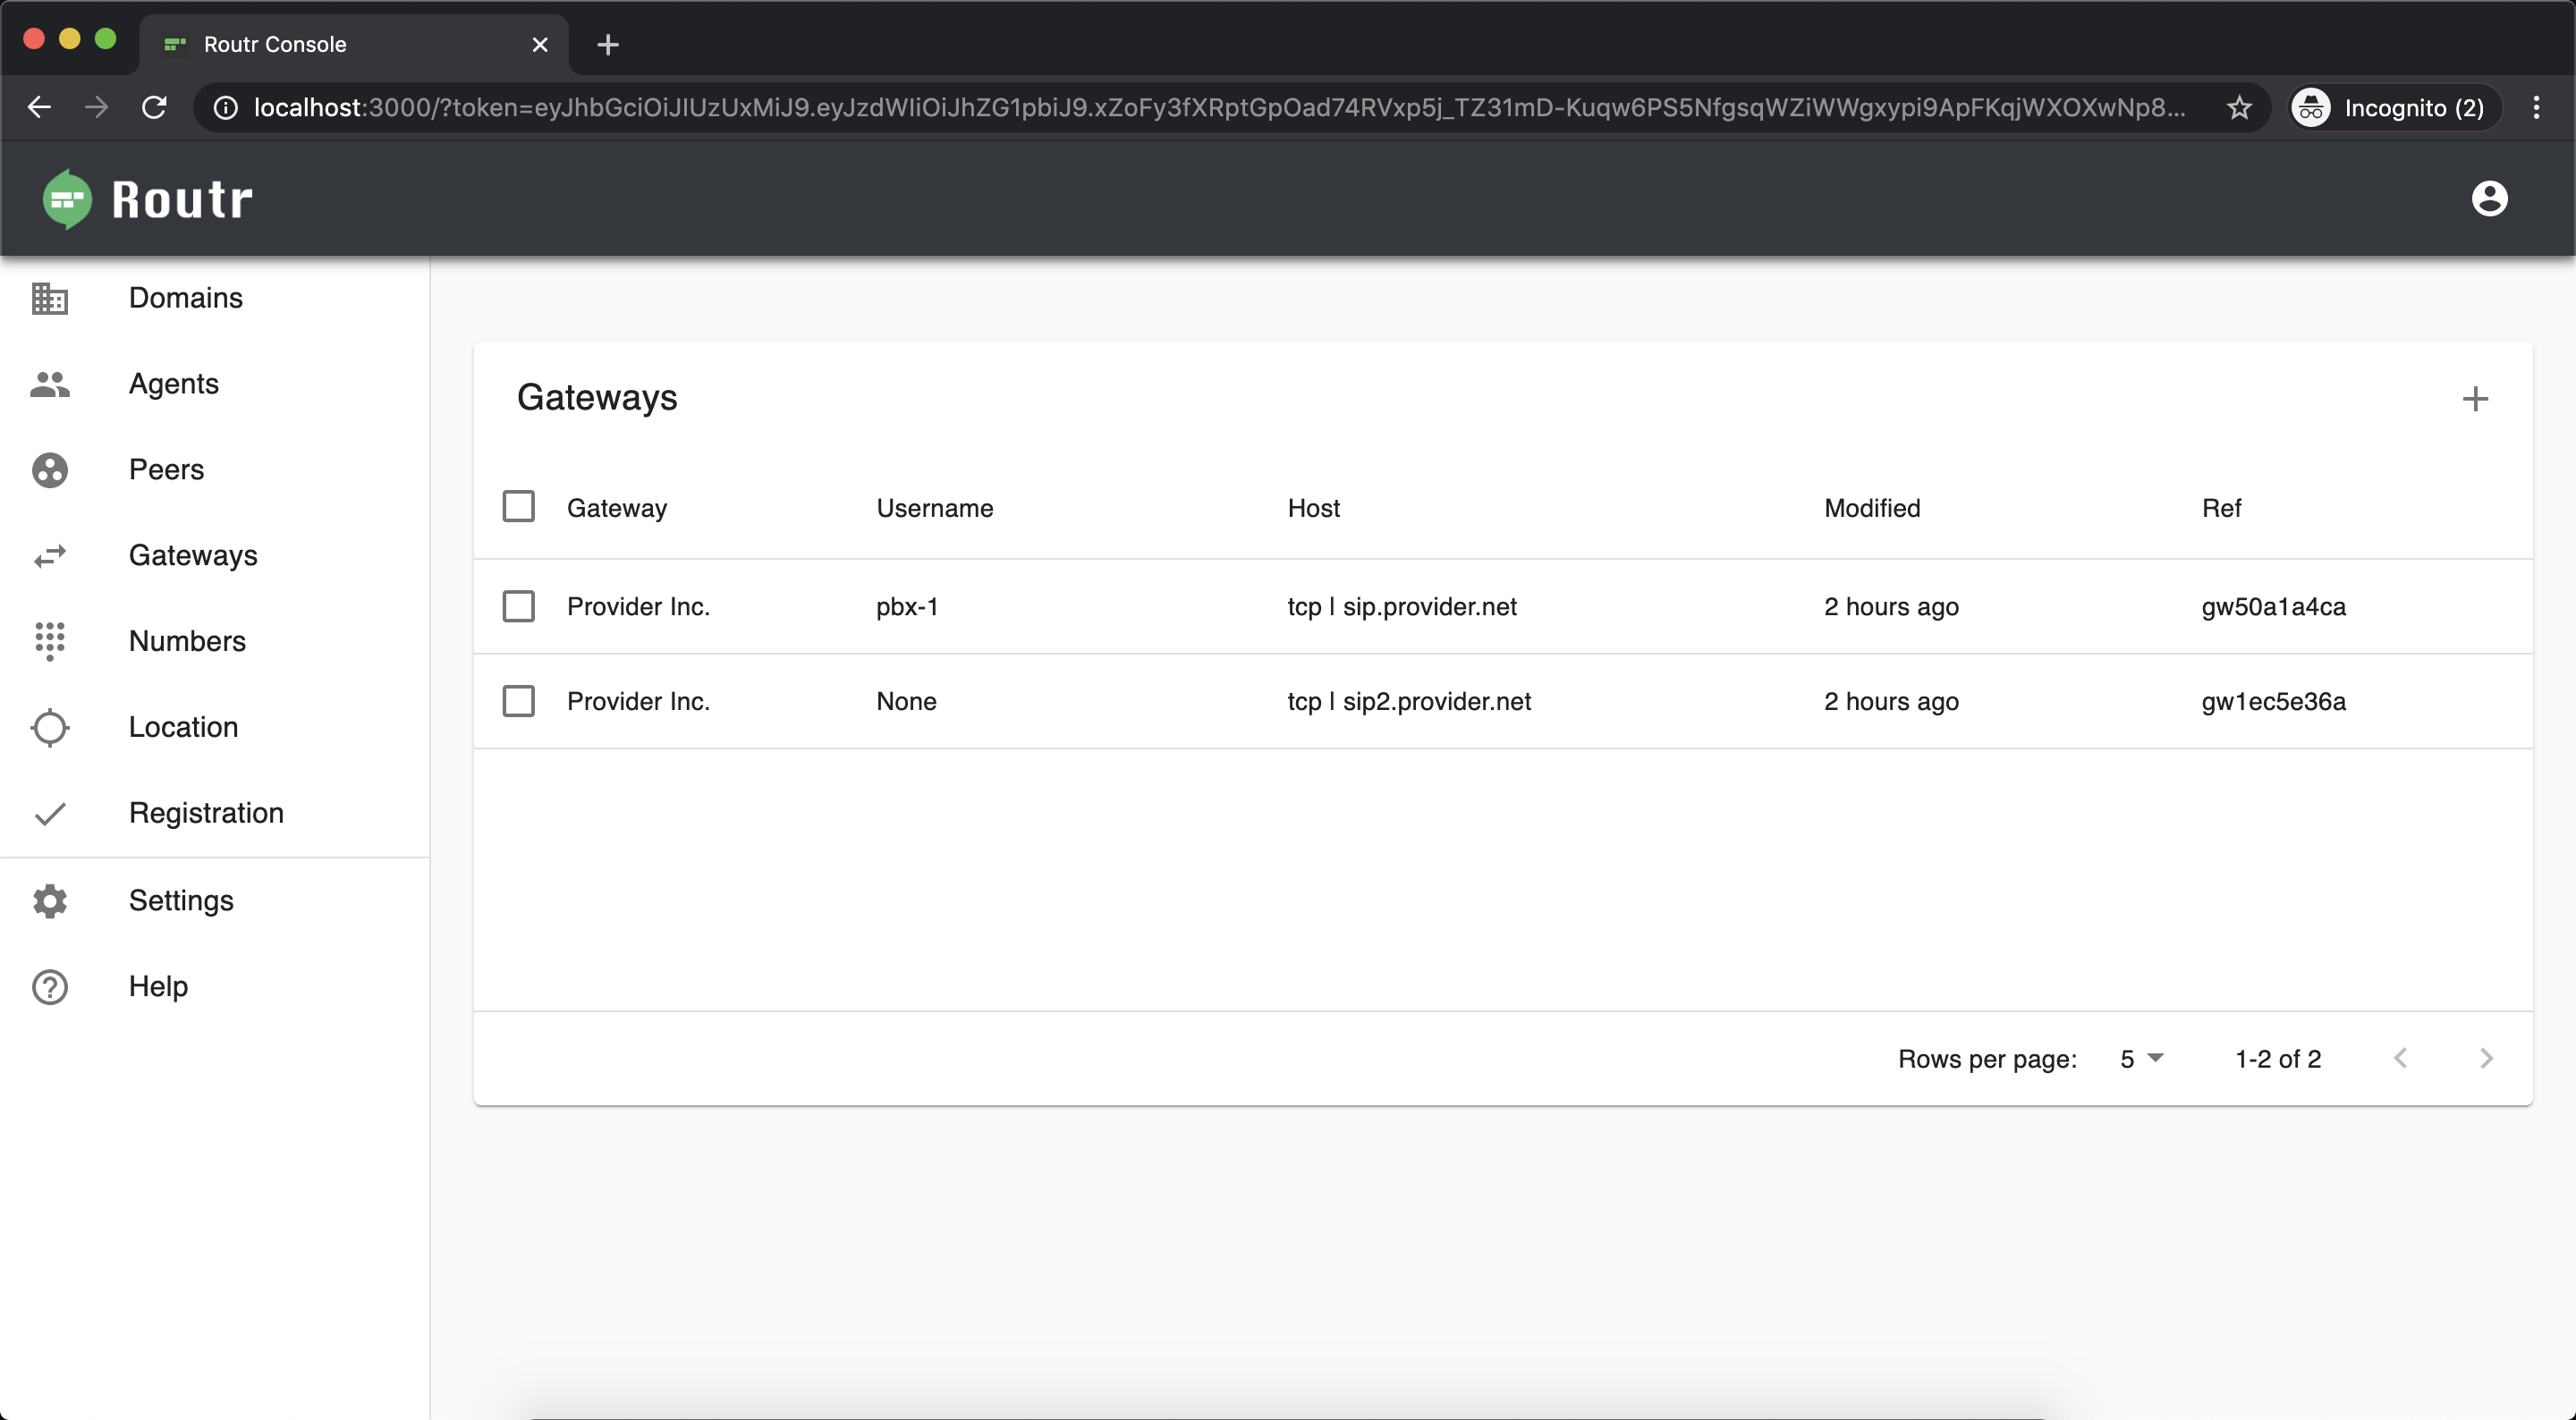 Routr Console
localhost:3000/?token=eyJhbGciOiJIUzUxMiJ9.eyJzdWIiOiJhZG1pbiJ9.xZoFy3fXRptGpOad74RVxp5j_TZ31mD-Kuqw6PS5NfgsqWZiWWgxypi9ApFKqjWXOXwNp8...
Incognito (2)
Routr
Domains
Agents
Peers
Gateways
Numbers
Location
Registration
Settings
Help
Gateways
Gateway Username Host Modified Ref
Provider Inc. pbx-1 tcp | sip.provider.net 2 hours ago gw50a1a4ca
Provider Inc. None tcp | sip2.provider.net 2 hours ago gw1ec5e36a
Rows per page: 5 1-2 of 2